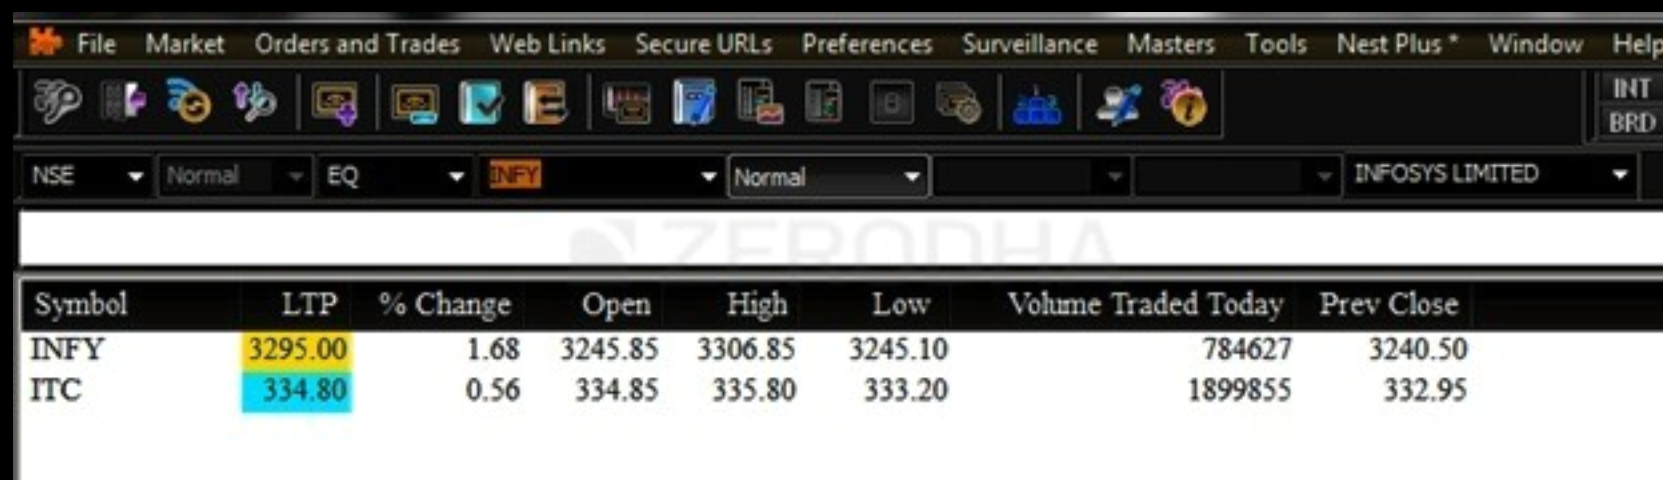 File Market Orders and Trades Web Links Secure URLs Preferences Surveillance Masters Tools Nest Plus * Window Help
INT
BRD
NSE Normal EQ INFY Normal INFOSYS LIMITED
ZERODHA
Symbol LTP % Change Open High Low Volume Traded Today Prev Close
INFY 3295.00 1.68 3245.85 3306.85 3245.10 784627 3240.50
ITC 334.80 0.56 334.85 335.80 333.20 1899855 332.95